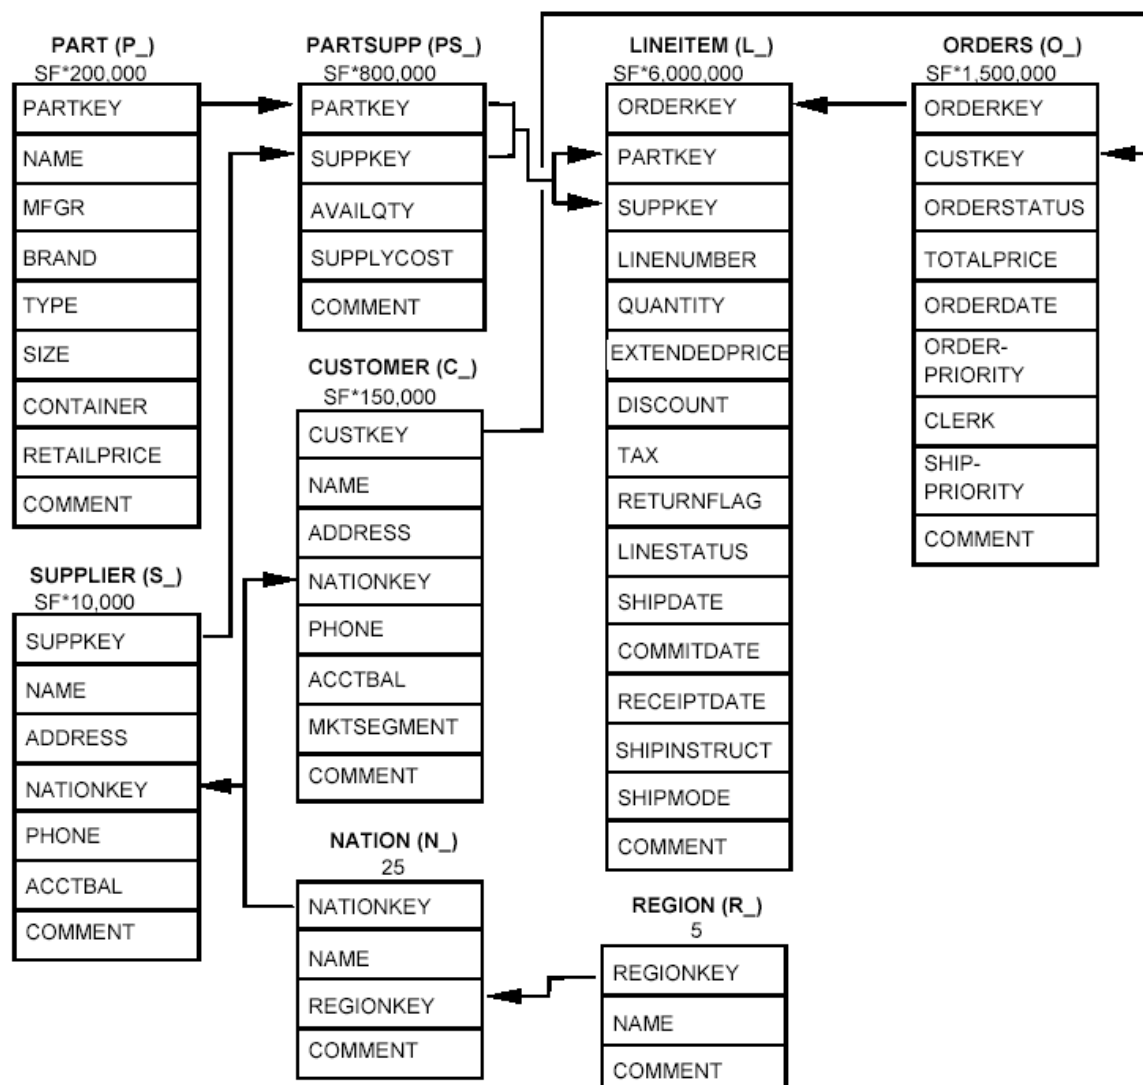 PART (P_)
SF*200,000
PARTKEY
NAME
MFGR
BRAND
TYPE
SIZE
CONTAINER
RETAILPRICE
COMMENT
SUPPLIER (S_)
SF*10,000
SUPPKEY
NAME
ADDRESS
NATIONKEY
PHONE
ACCTBAL
COMMENT
PARTSUPP (PS_)
SF*800,000
PARTKEY
SUPPKEY
AVAILQTY
SUPPLYCOST
COMMENT
CUSTOMER (C_)
SF*150,000
CUSTKEY
NAME
ADDRESS
NATIONKEY
PHONE
ACCTBAL
MKTSEGMENT
COMMENT
NATION (N_)
25
NATIONKEY
NAME
REGIONKEY
COMMENT
LINEITEM (L_)
SF*6,000,000
ORDERKEY
PARTKEY
SUPPKEY
LINENUMBER
QUANTITY
EXTENDEDPRICE
DISCOUNT
TAX
RETURNFLAG
LINESTATUS
SHIPDATE
COMMITDATE
RECEIPTDATE
SHIPINSTRUCT
SHIPMODE
COMMENT
REGION (R_)
5
REGIONKEY
NAME
COMMENT
ORDERS (O_)
SF*1,500,000
ORDERKEY
CUSTKEY
ORDERSTATUS
TOTALPRICE
ORDERDATE
ORDER-
PRIORITY
CLERK
SHIP-
PRIORITY
COMMENT